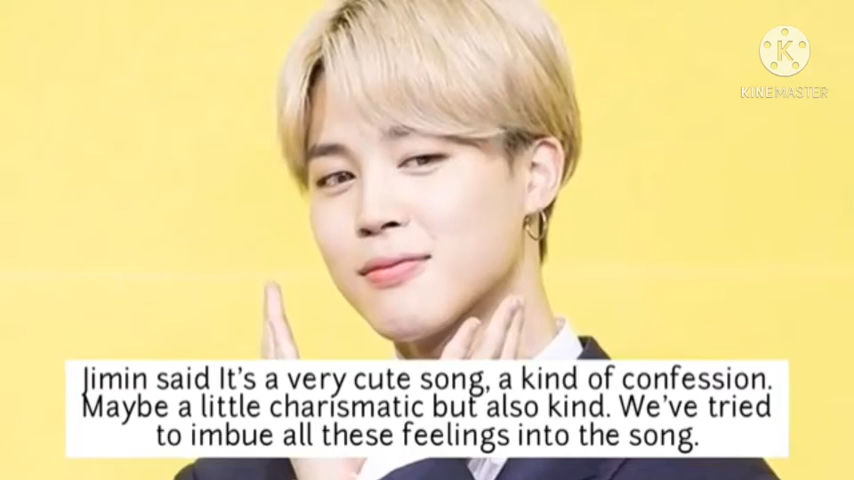 K
KINEMASTER
Jimin said It's a very cute song, a kind of confession.
Maybe a little charismatic but also kind. We've tried
to imbue all these feelings into the song.